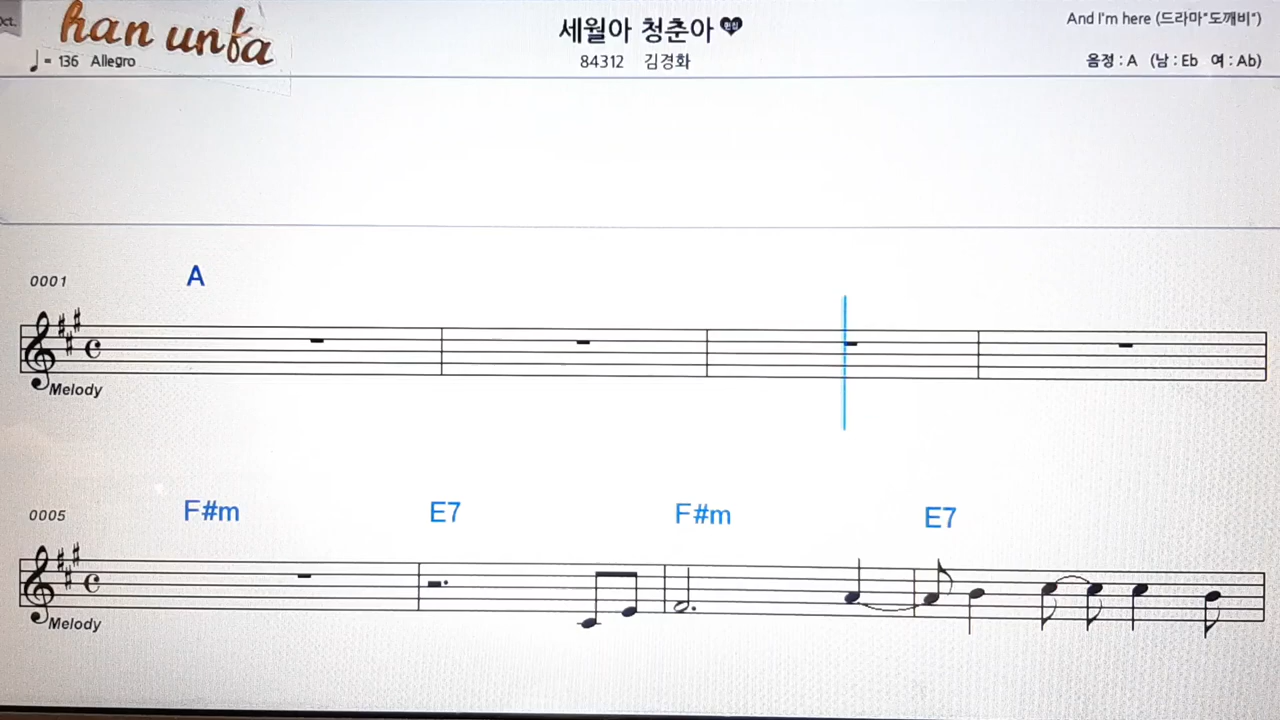 Oct.
han unfa
♩= 136 Allegro
세월아 청춘아
84312 김경화
And I'm here (드라마"도깨비")
음정 : A (남 : Eb 여 : Ab)
0001 A
Melody
0005 F#m E7 F#m E7
Melody